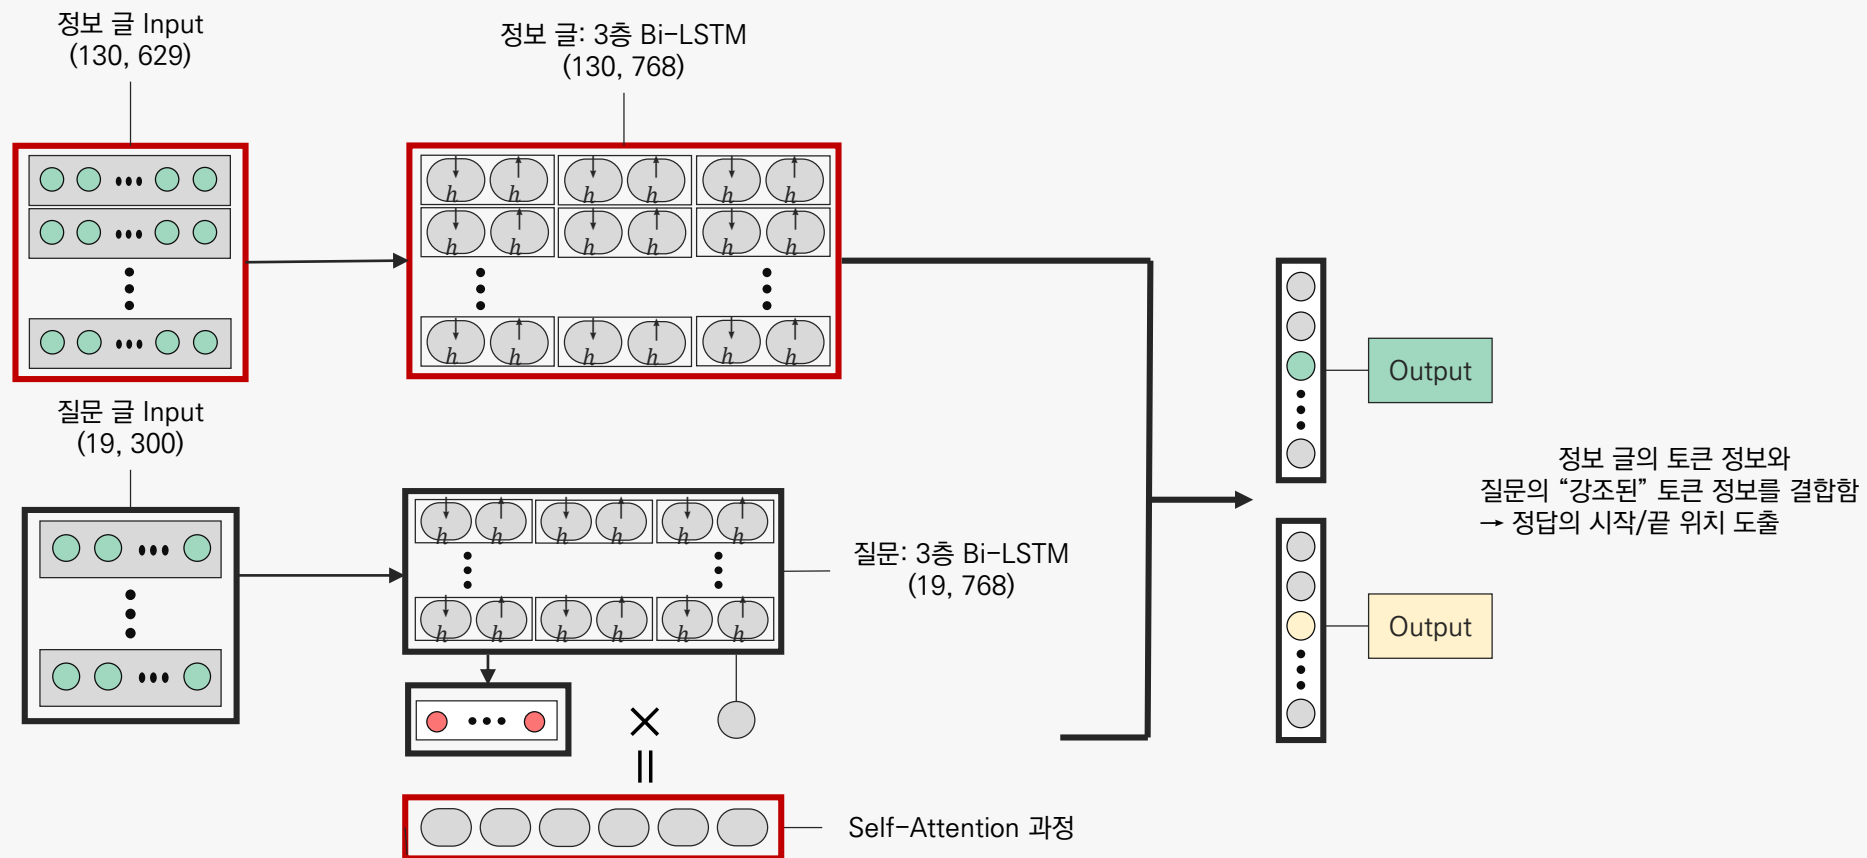 정보 글 Input
(130, 629)
정보 글: 3층 Bi-LSTM
(130, 768)
h h h h h h
h h h h h h
h h h h h h
질문 글 Input
(19, 300)
h h h h h h
h h h h h h
질문: 3층 Bi-LSTM
(19, 768)
×
=
Self-Attention 과정
Output
Output
정보 글의 토큰 정보와
질문의 “강조된” 토큰 정보를 결합함
→ 정답의 시작/끝 위치 도출